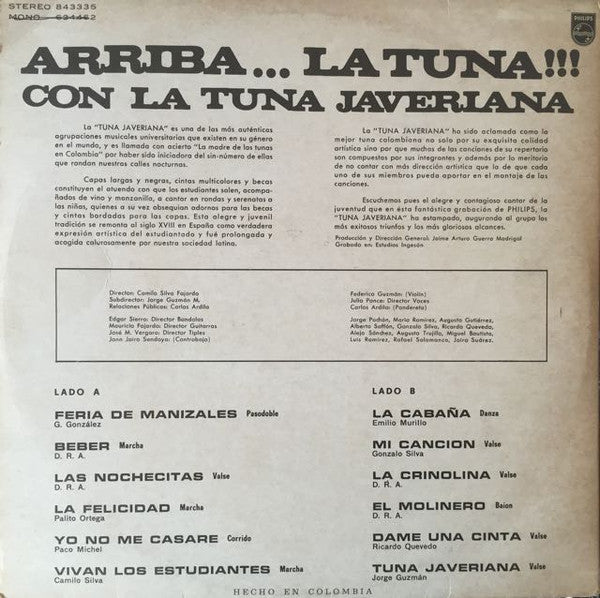 STEREO 843335
MONO 634462
PHILIPS
ARRIBA... LA TUNA!!!
CON LA TUNA JAVERIANA
La "TUNA JAVERIANA" es una de las más auténticas
agrupaciones musicales universitarias que existen en su género
en el mundo, y es llamada con acierto "La madre de las tunas
en Colombia" por haber sido iniciadora del sin-número de ellas
que rondan nuestras calles nocturnas.
Capas largas y negras, cintas multicolores y becas
constituyen el atuendo con que los estudiantes salen, acompa-
ñados de vino y manzanilla, a cantar en rondas y serenatas a
las niñas, quienes a su vez obsequian adornos para las becas
y cintas bordadas para las capas. Esta alegre y juvenil
tradición se remonta al siglo XVIII en España como verdadera
expresión artística del estudiantado y fué prolongada y
acogida calurosamente por nuestra sociedad latina.
La "TUNA JAVERIANA" ha sido aclamada como la
mejor tuna colombiana no solo por su exquisita calidad
artística sino por que muchas de las canciones de su repertorio
son compuestas por sus integrantes y además por lo meritorio
de no contar con más dirección artística que la de que cada
uno de sus miembros pueda aportar en el montaje de las
canciones.
Escuchemos pues el alegre y contagioso cantar de la
juventud que en ésta fantástica grabación de PHILIPS, la
"TUNA JAVERIANA" ha estampado, augurando al grupo los
más exitosos triunfos y los más gloriosos alcances.
Producción y Dirección General: Jaime Arturo Guerra Madrigal
Grabado en: Estudios Ingesón
Director: Camilo Silva Fajardo
Subdirector: Jorge Guzmán M.
Relaciones Públicas: Carlos Ardila
Edgar Sierra: Director Bandolas
Mauricio Fajardo: Director Guitarras
José M. Vergara: Director Tiples
Jann Jairo Sandoya: (Contrabajo)
Federico Guzmán: (Violín)
Julio Ponce: Director Voces
Carlos Ardila: (Pandereta)
Jorge Pachón, Mario Ramírez, Augusto Gutiérrez,
Alberto Saffón, Gonzalo Silva, Ricardo Quevedo,
Alejo Sánchez, Augusto Trujillo, Miguel Bautista,
Luis Ramírez, Rafael Salamanca, Jairo Suárez.
LADO A
FERIA DE MANIZALES Pasodoble
G. González
BEBER Marcha
D. R. A.
LAS NOCHECITAS Valse
D. R. A.
LA FELICIDAD Marcha
Palito Ortega
YO NO ME CASARE Corrido
Paco Michel
VIVAN LOS ESTUDIANTES Marcha
Camilo Silva
LADO B
LA CABAÑA Danza
Emilio Murillo
MI CANCION Valse
Gonzalo Silva
LA CRINOLINA Valse
D. R. A.
EL MOLINERO Baion
D. R. A.
DAME UNA CINTA Valse
Ricardo Quevedo
TUNA JAVERIANA Valse
Jorge Guzmán
HECHO EN COLOMBIA